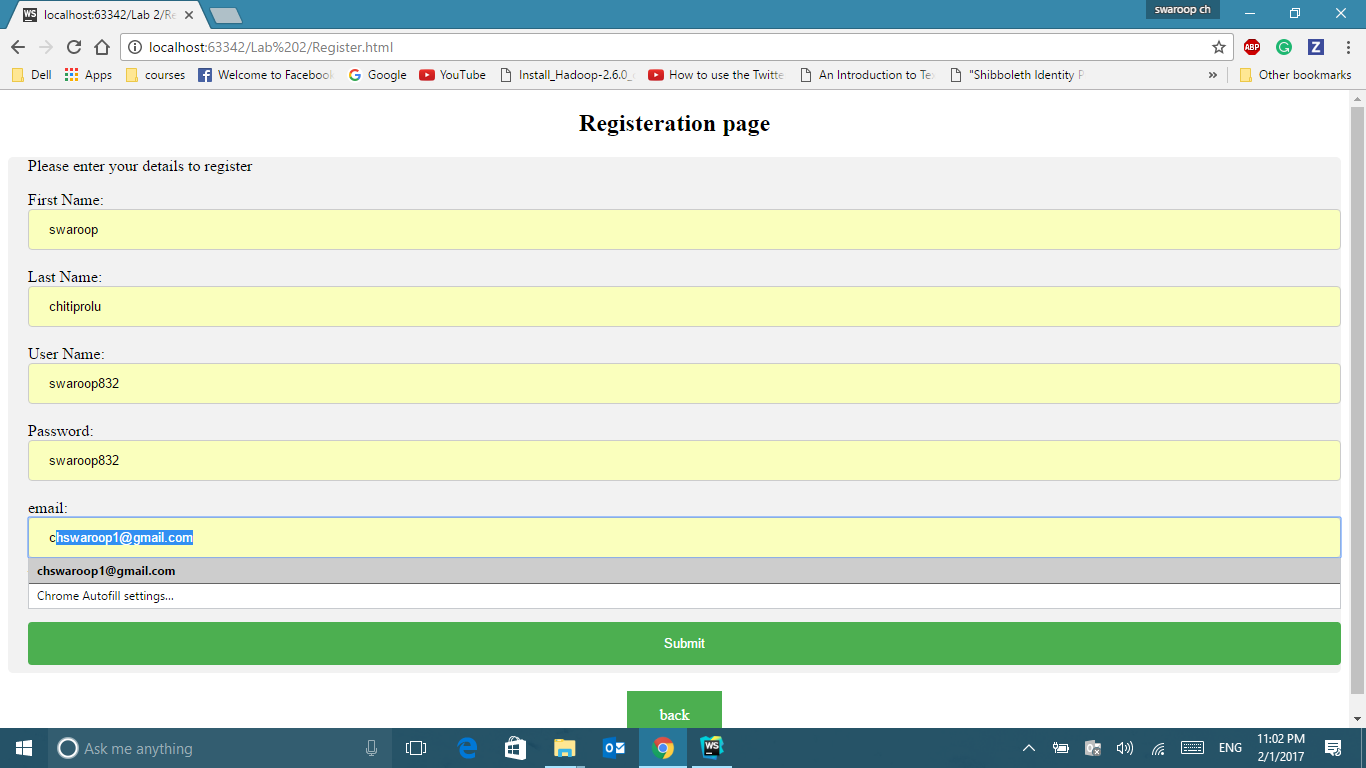 swaroop ch
WS localhost:63342/Lab 2/Re
localhost:63342/Lab%202/Register.html
ABP G Z
Dell Apps courses Welcome to Facebook Google YouTube Install_Hadoop-2.6.0_ How to use the Twitte An Introduction to Te "Shibboleth Identity P » Other bookmarks
Registeration page
Please enter your details to register
First Name:
swaroop
Last Name:
chitiprolu
User Name:
swaroop832
Password:
swaroop832
email:
chswaroop1@gmail.com
chswaroop1@gmail.com
Chrome Autofill settings...
Submit
back
Ask me anything
WS
ENG
11:02 PM
2/1/2017